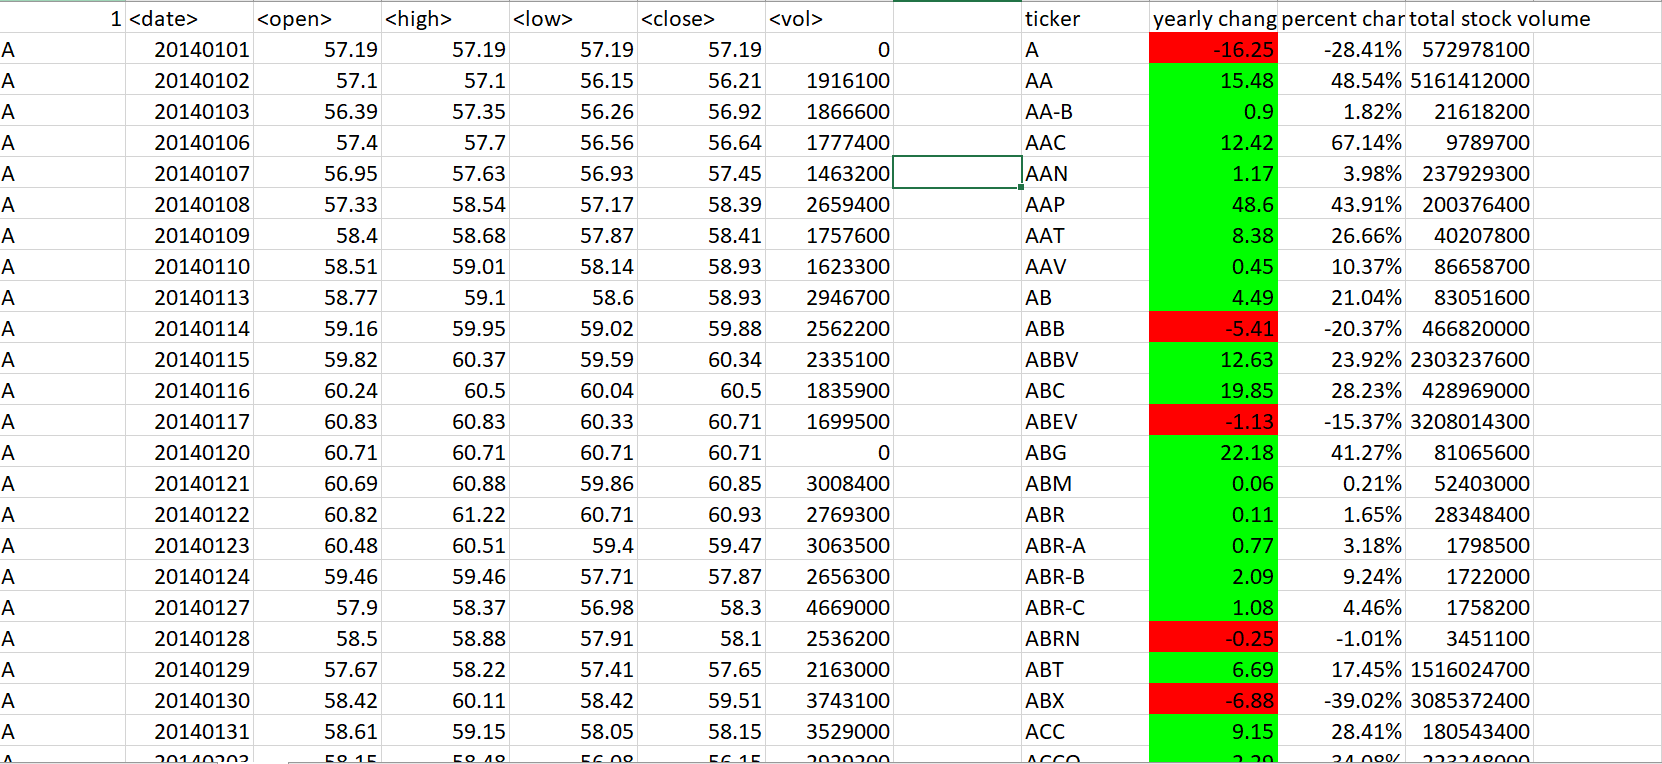 1 <date> <open> <high> <low> <close> <vol> ticker yearly chang percent char total stock volume
A 20140101 57.19 57.19 57.19 57.19 0 A -16.25 -28.41% 572978100
A 20140102 57.1 57.1 56.15 56.21 1916100 AA 15.48 48.54% 5161412000
A 20140103 56.39 57.35 56.26 56.92 1866600 AA-B 0.9 1.82% 21618200
A 20140106 57.4 57.7 56.56 56.64 1777400 AAC 12.42 67.14% 9789700
A 20140107 56.95 57.63 56.93 57.45 1463200 AAN 1.17 3.98% 237929300
A 20140108 57.33 58.54 57.17 58.39 2659400 AAP 48.6 43.91% 200376400
A 20140109 58.4 58.68 57.87 58.41 1757600 AAT 8.38 26.66% 40207800
A 20140110 58.51 59.01 58.14 58.93 1623300 AAV 0.45 10.37% 86658700
A 20140113 58.77 59.1 58.6 58.93 2946700 AB 4.49 21.04% 83051600
A 20140114 59.16 59.95 59.02 59.88 2562200 ABB -5.41 -20.37% 466820000
A 20140115 59.82 60.37 59.59 60.34 2335100 ABBV 12.63 23.92% 2303237600
A 20140116 60.24 60.5 60.04 60.5 1835900 ABC 19.85 28.23% 428969000
A 20140117 60.83 60.83 60.33 60.71 1699500 ABEV -1.13 -15.37% 3208014300
A 20140120 60.71 60.71 60.71 60.71 0 ABG 22.18 41.27% 81065600
A 20140121 60.69 60.88 59.86 60.85 3008400 ABM 0.06 0.21% 52403000
A 20140122 60.82 61.22 60.71 60.93 2769300 ABR 0.11 1.65% 28348400
A 20140123 60.48 60.51 59.4 59.47 3063500 ABR-A 0.77 3.18% 1798500
A 20140124 59.46 59.46 57.71 57.87 2656300 ABR-B 2.09 9.24% 1722000
A 20140127 57.9 58.37 56.98 58.3 4669000 ABR-C 1.08 4.46% 1758200
A 20140128 58.5 58.88 57.91 58.1 2536200 ABRN -0.25 -1.01% 3451100
A 20140129 57.67 58.22 57.41 57.65 2163000 ABT 6.69 17.45% 1516024700
A 20140130 58.42 60.11 58.42 59.51 3743100 ABX -6.88 -39.02% 3085372400
A 20140131 58.61 59.15 58.05 58.15 3529000 ACC 9.15 28.41% 180543400
A 20140203 58.15 58.48